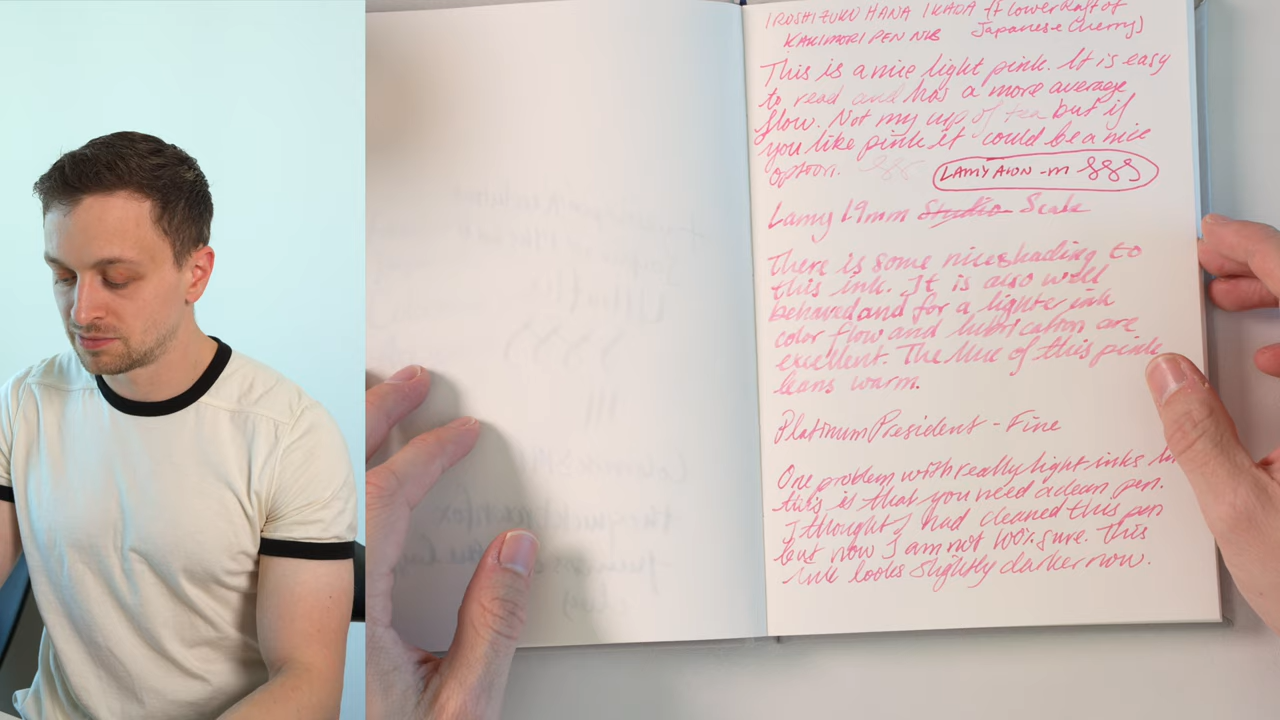 IROSHIZUKU HANA IKADA (Flower Raft of
KAKIMORI PEN NIB Japanese Cherry)
This is a nice light pink. It is easy
to read and has a more average
flow. Not my cup of tea but if
you like pink it could be a nice
option.
LAMY AION -m
Lamy 1.9mm Studio Scale
There is some nice shading to
this ink. It is also well
behaved and for a lighter ink
color flow and lubrication are
excellent. The hue of this pink
leans warm.
Platinum President - Fine
One problem with really light inks
this is that you need a clean pen.
I thought I had cleaned this pen
but now I am not 100% sure. This
ink looks slightly darker now.